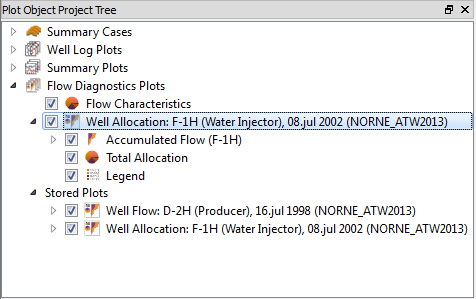 Plot Object Project Tree
Summary Cases
Well Log Plots
Summary Plots
Flow Diagnostics Plots
Flow Characteristics
Well Allocation: F-1H (Water Injector), 08.jul 2002 (NORNE_ATW2013)
Accumulated Flow (F-1H)
Total Allocation
Legend
Stored Plots
Well Flow: D-2H (Producer), 16.jul 1998 (NORNE_ATW2013)
Well Allocation: F-1H (Water Injector), 08.jul 2002 (NORNE_ATW2013)